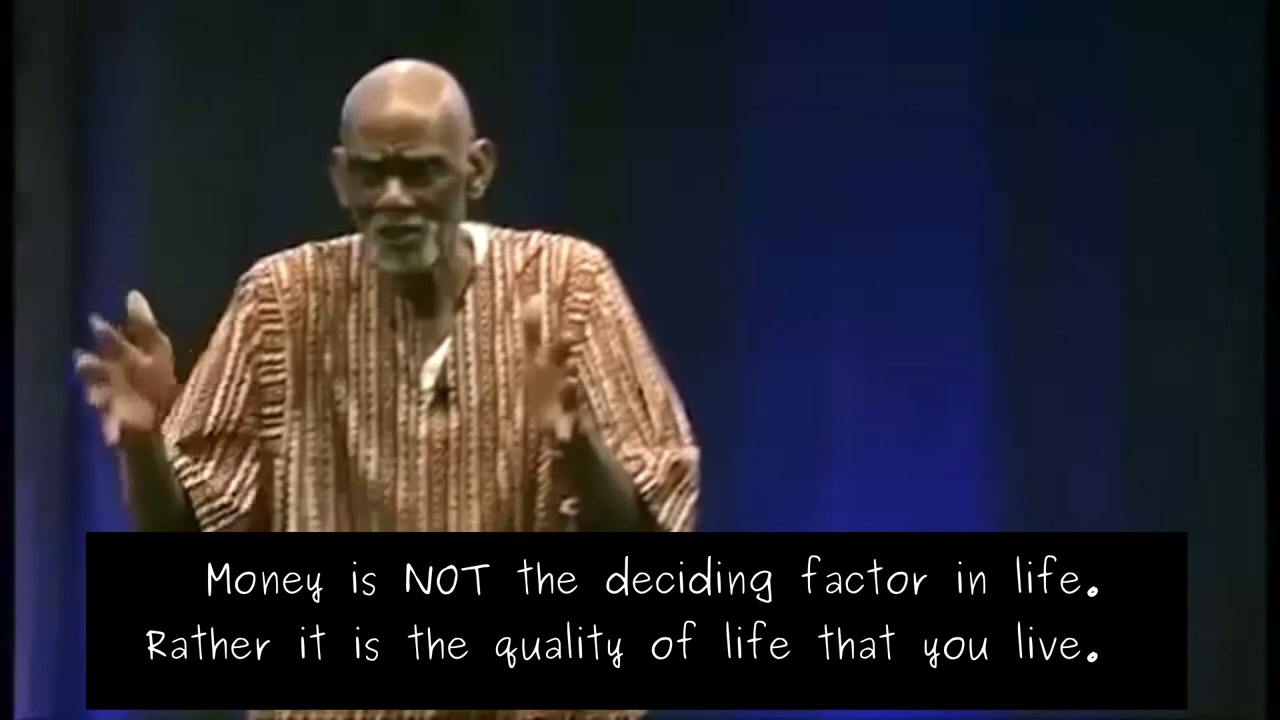 Money is NOT the deciding factor in life.
Rather it is the quality of life that you live.